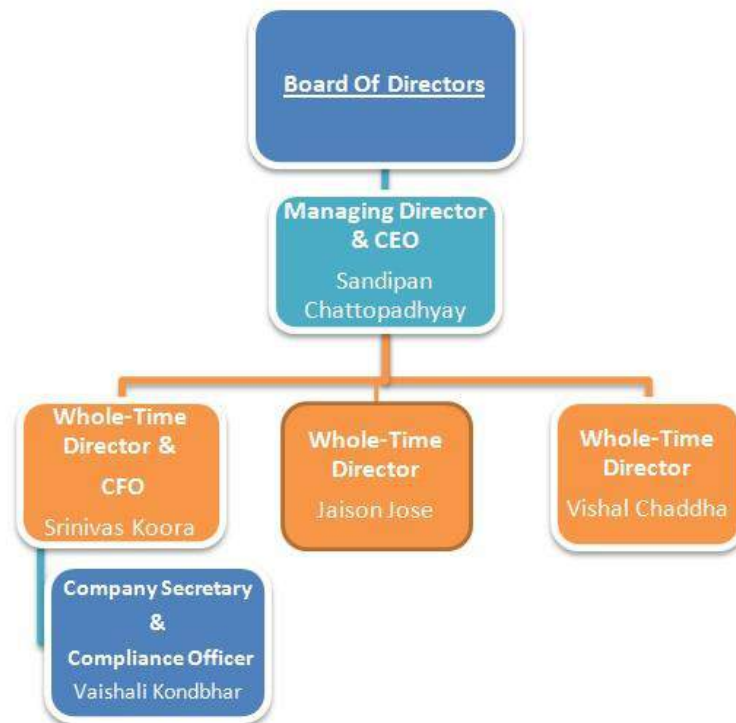 Board Of Directors
Managing Director
& CEO
Sandipan
Chattopadhyay
Whole-Time
Director &
CFO
Srinivas Koora
Whole-Time
Director
Jaison Jose
Whole-Time
Director
Vishal Chaddha
Company Secretary
&
Compliance Officer
Vaishali Kondbhar